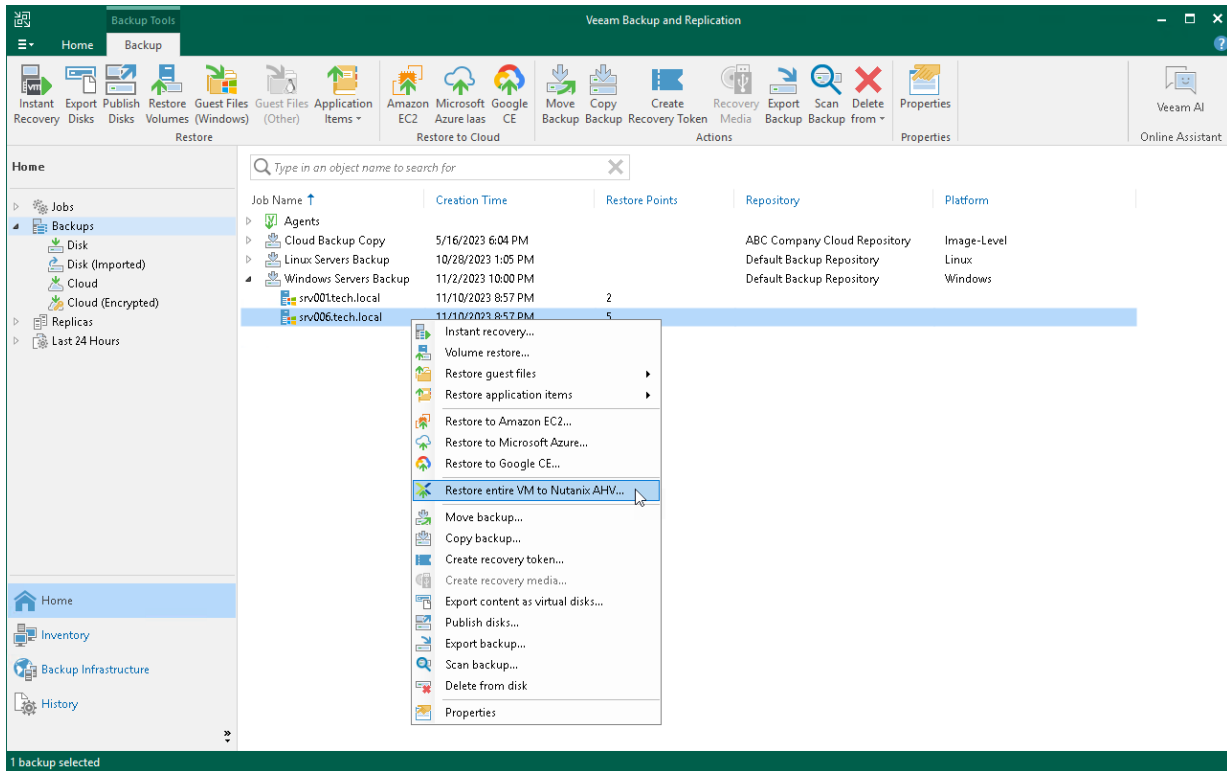 Backup Tools
Veeam Backup and Replication
Home Backup
Instant Recovery
Export Disks
Publish Disks
Restore Volumes
Guest Files (Windows)
Guest Files (Other)
Application Items
Amazon EC2
Microsoft Azure Iaas
Google CE
Move Backup
Copy Backup
Create Recovery Token
Recovery Media
Export Backup
Scan Backup
Delete from
Properties
Veeam AI
Restore
Restore to Cloud
Actions
Properties
Online Assistant
Home
Jobs
Backups
Disk
Disk (Imported)
Cloud
Cloud (Encrypted)
Replicas
Last 24 Hours
Home
Inventory
Backup Infrastructure
History
Type in an object name to search for
Job Name Creation Time Restore Points Repository Platform
Agents
Cloud Backup Copy 5/16/2023 6:04 PM ABC Company Cloud Repository Image-Level
Linux Servers Backup 10/28/2023 1:05 PM Default Backup Repository Linux
Windows Servers Backup 11/2/2023 10:00 PM Default Backup Repository Windows
srv001.tech.local 11/10/2023 8:57 PM 2
srv006.tech.local 11/10/2023 8:57 PM 5
Instant recovery...
Volume restore...
Restore guest files
Restore application items
Restore to Amazon EC2...
Restore to Microsoft Azure...
Restore to Google CE...
Restore entire VM to Nutanix AHV...
Move backup...
Copy backup...
Create recovery token...
Create recovery media...
Export content as virtual disks...
Publish disks...
Export backup...
Scan backup...
Delete from disk
Properties
1 backup selected